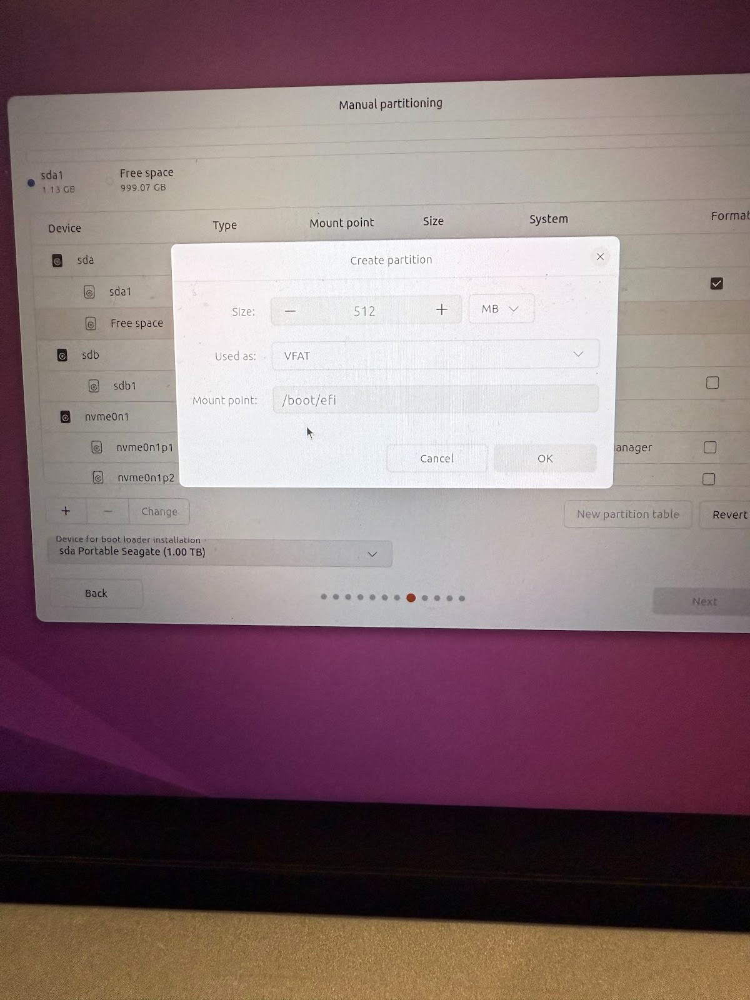 Manual partitioning
sda1
1.13 GB
Free space
999.07 GB
Device Type Mount point Size System Format
sda
sda1
Free space
sdb
sdb1
nvme0n1
nvme0n1p1
anager
nvme0n1p2
Create partition
Size: 512 MB
Used as: VFAT
Mount point: /boot/efi
Cancel OK
+ − Change New partition table Revert
Device for boot loader installation
sda Portable Seagate (1.00 TB)
Back Next